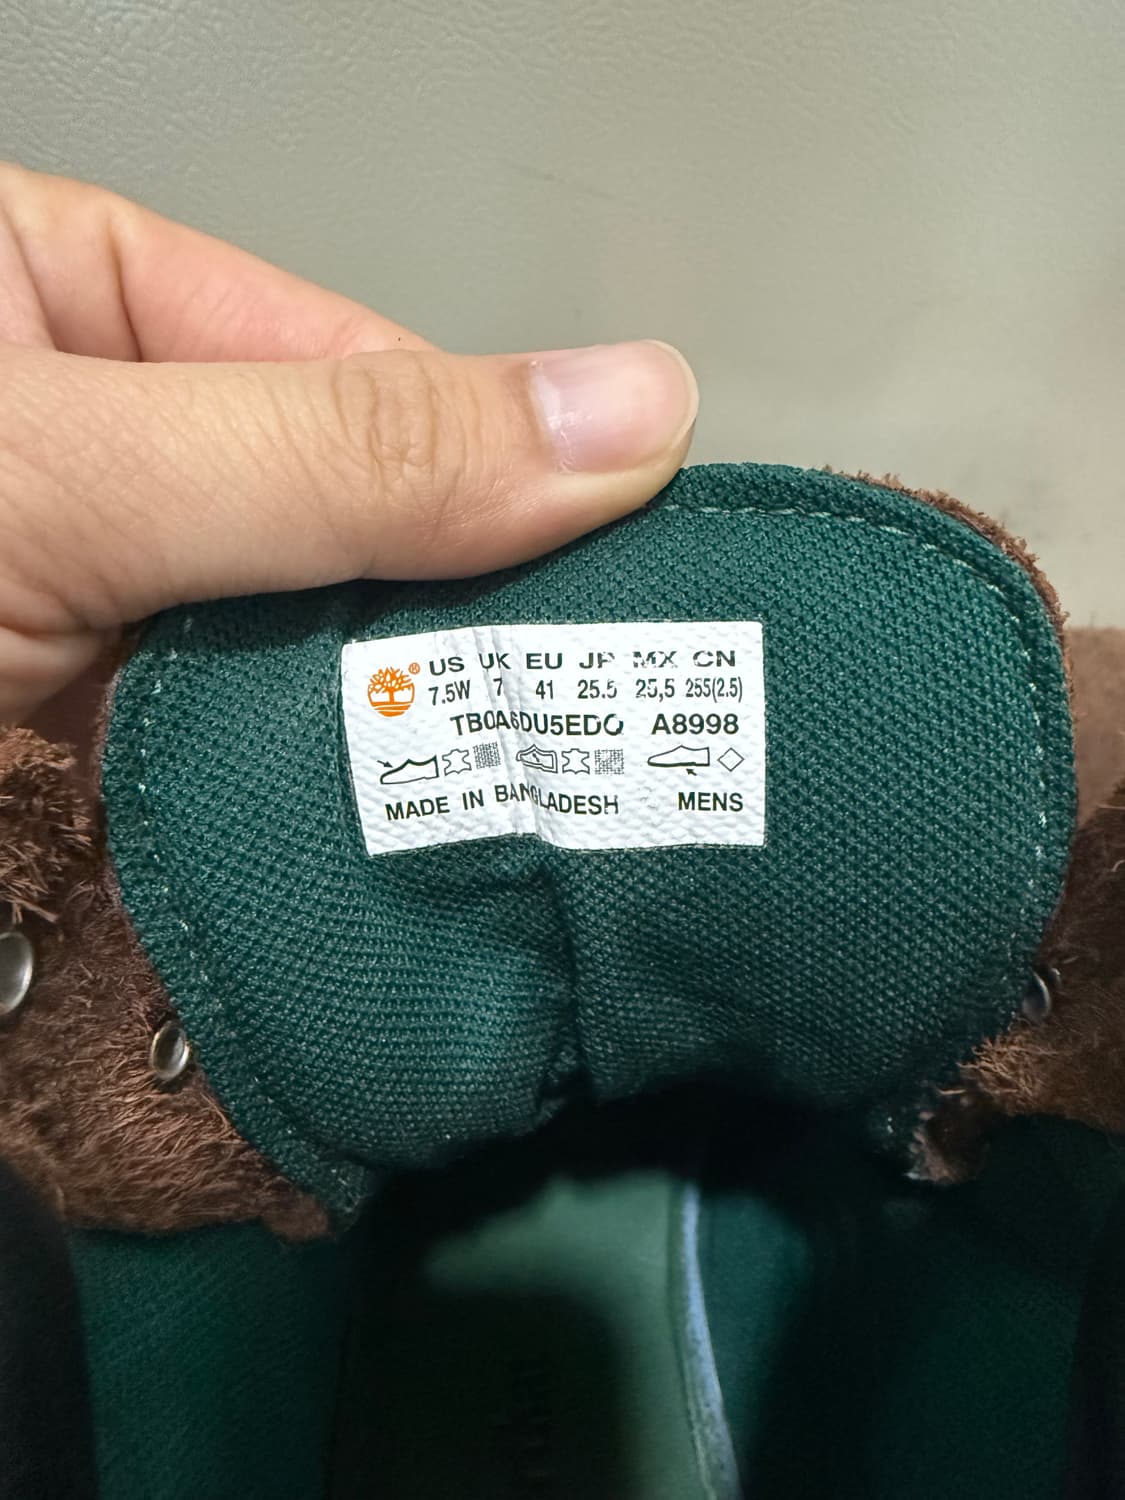 ® US UK EU JP MX CN
7.5W 7 41 25.5 25,5 255(2.5)
TB0A6DU5EDQ A8998
MADE IN BANGLADESH MENS